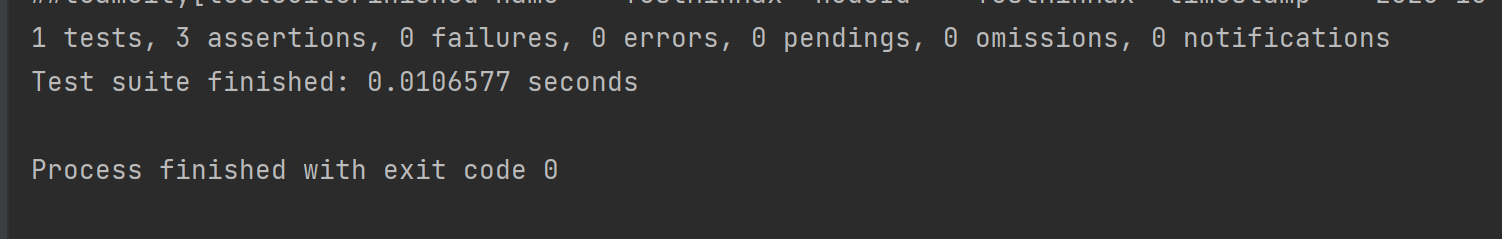 1 tests, 3 assertions, 0 failures, 0 errors, 0 pendings, 0 omissions, 0 notifications
Test suite finished: 0.0106577 seconds
Process finished with exit code 0